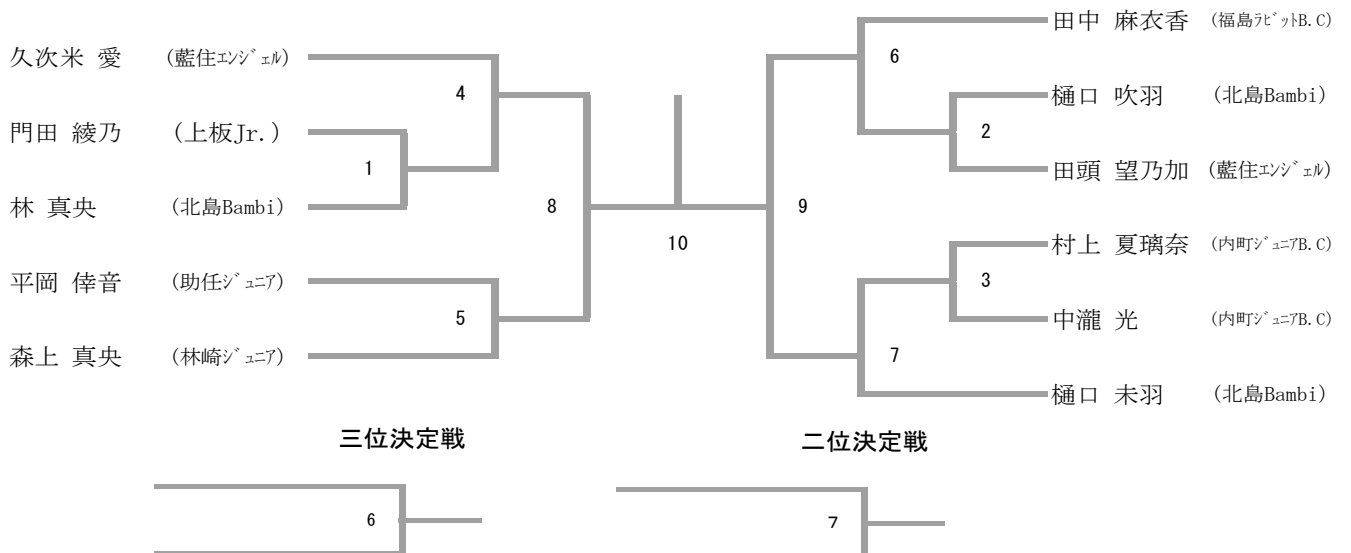 田中 麻衣香 (福島ﾗﾋﾞｯﾄB.C)
久次米 愛 (藍住ｴﾝｼﾞｪﾙ)
6
4
樋口 吹羽 (北島Bambi)
門田 綾乃 (上板Jr.)
2
1
田頭 望乃加 (藍住ｴﾝｼﾞｪﾙ)
林 真央 (北島Bambi)
8
9
10
村上 夏璃奈 (内町ｼﾞｭﾆｱB.C)
平岡 倖音 (助任ｼﾞｭﾆｱ)
3
5
中瀧 光 (内町ｼﾞｭﾆｱB.C)
森上 真央 (林崎ｼﾞｭﾆｱ)
7
樋口 未羽 (北島Bambi)
三位決定戦
二位決定戦
6
7